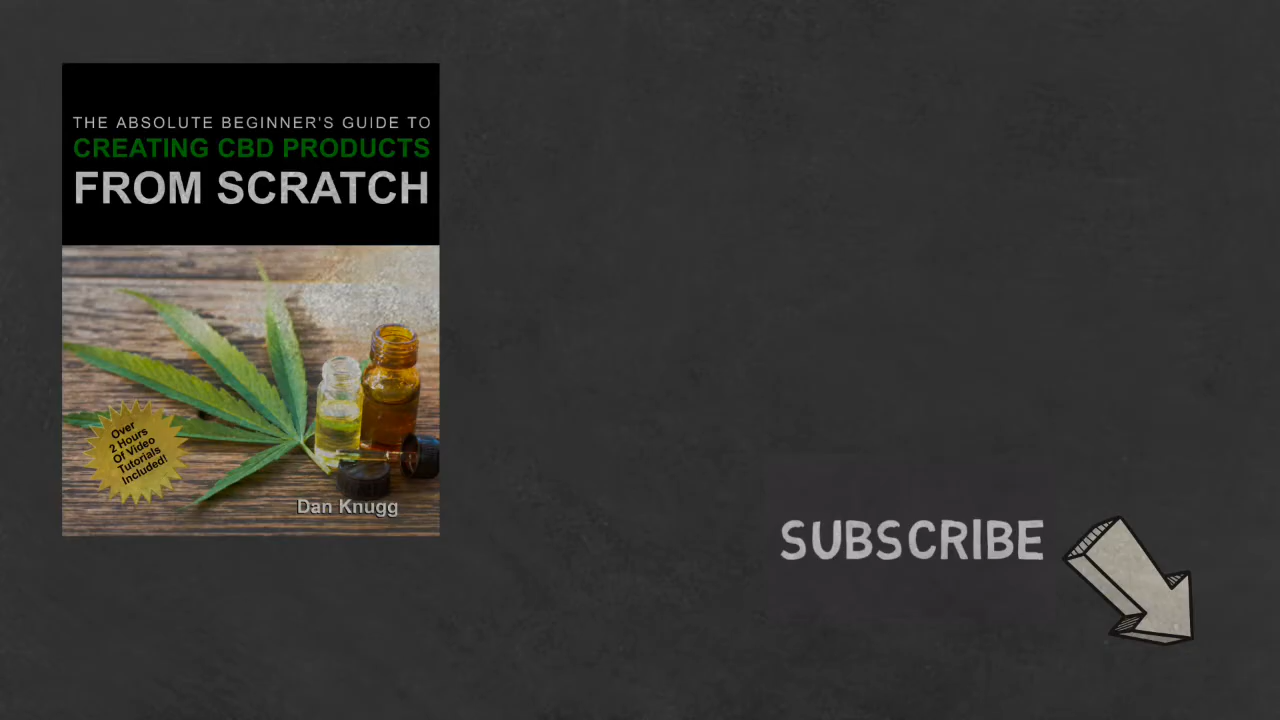 THE ABSOLUTE BEGINNER'S GUIDE TO
CREATING CBD PRODUCTS
FROM SCRATCH
Over
2 Hours
Of Video
Tutorials
Included!
Dan Knugg
SUBSCRIBE